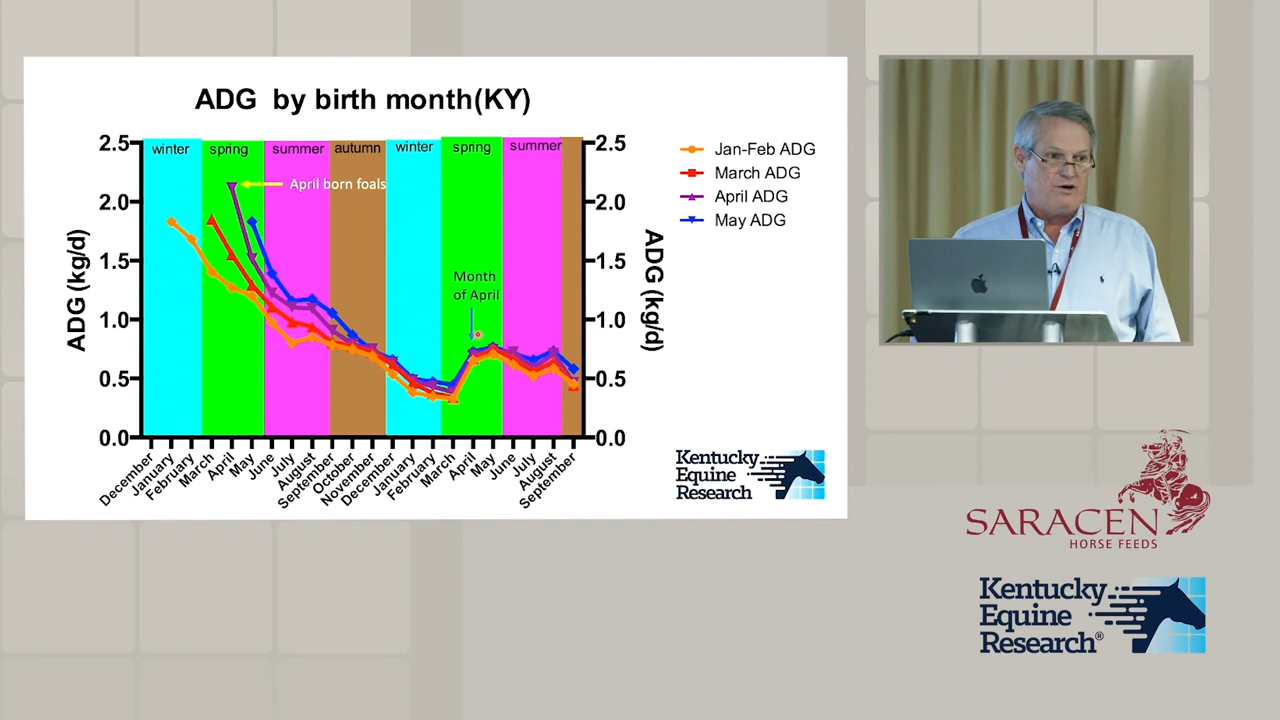 ADG by birth month(KY)
2.5
2.0
1.5
1.0
0.5
0.0
ADG (kg/d)
winter
spring
summer
autumn
winter
spring
summer
April born foals
Month
of April
2.5
2.0
1.5
1.0
0.5
0.0
ADG (kg/d)
December
January
February
March
April
May
June
July
August
September
October
November
December
January
February
March
April
May
June
July
August
September
Jan-Feb ADG
March ADG
April ADG
May ADG
Kentucky
Equine
Research
SARACEN
HORSE FEEDS
Kentucky
Equine
Research®